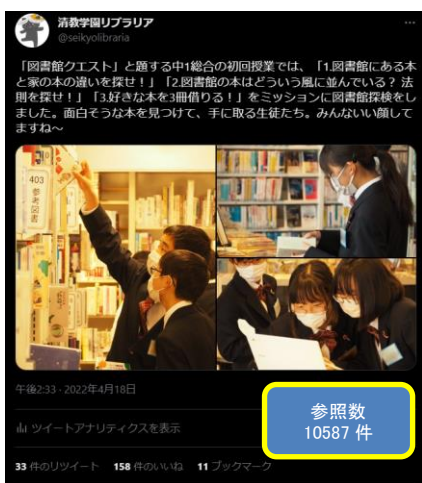 清教学園リブラリア
@seikyolibraria
「図書館クエスト」と題する中1総合の初回授業では、「1.図書館にある本
と家の本の違いを探せ！」「2.図書館の本はどういう風に並んでいる？ 法
則を探せ！」「3.好きな本を3冊借りる！」をミッションに図書館探検をし
ました。面白そうな本を見つけて、手に取る生徒たち。みんないい顔して
ますね～
403
参考図書
午後2:33 · 2022年4月18日
参照数
10587 件
ツイートアナリティクスを表示
33 件のリツイート 158 件のいいね 11 ブックマーク